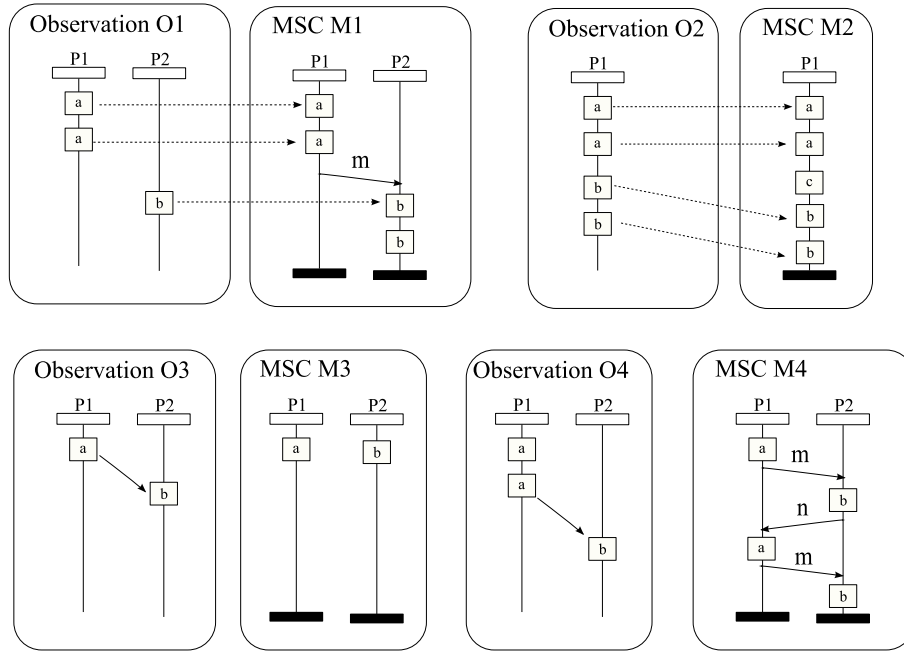 Observation O1
P1 P2
a
a
b
MSC M1
P1
P2
a
a
m
b
b
Observation O2
P1
a
a
b
b
MSC M2
P1
a
a
c
b
b
Observation O3
P1 P2
a
b
MSC M3
P1 P2
a b
Observation O4
P1 P2
a
a
b
MSC M4
P1 P2
a
m
b
n
a
m
b